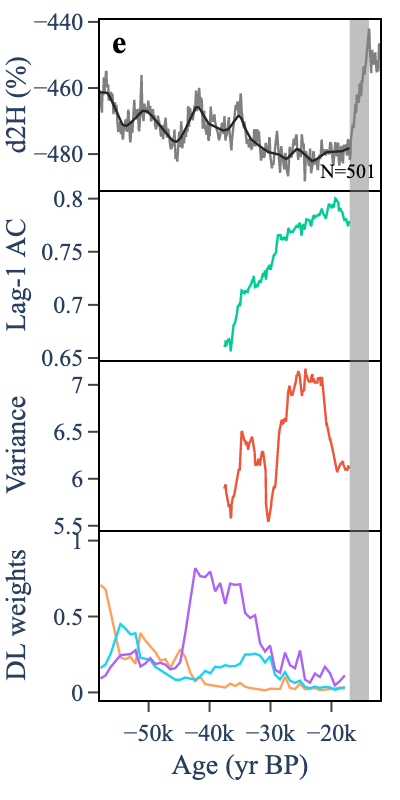 e
−440
−460
−480
d2H (%)
N=501
0.8
0.75
0.7
0.65
Lag-1 AC
7
6.5
6
5.5
Variance
1
0.5
0
DL weights
−50k −40k −30k −20k
Age (yr BP)